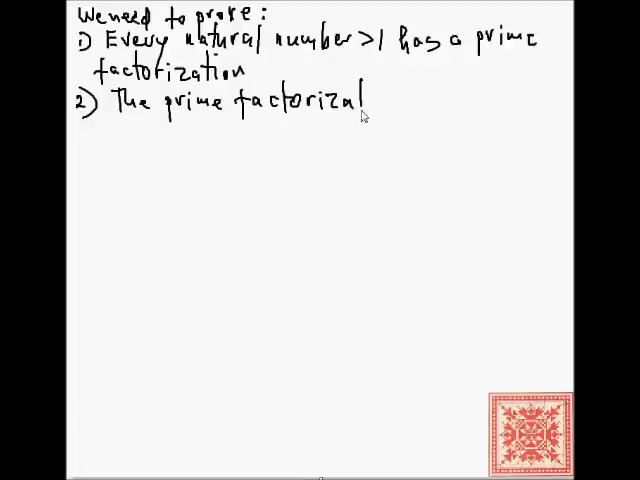 We need to prove:
1) Every natural number >1 has a prime
factorization
2) The prime factorizat